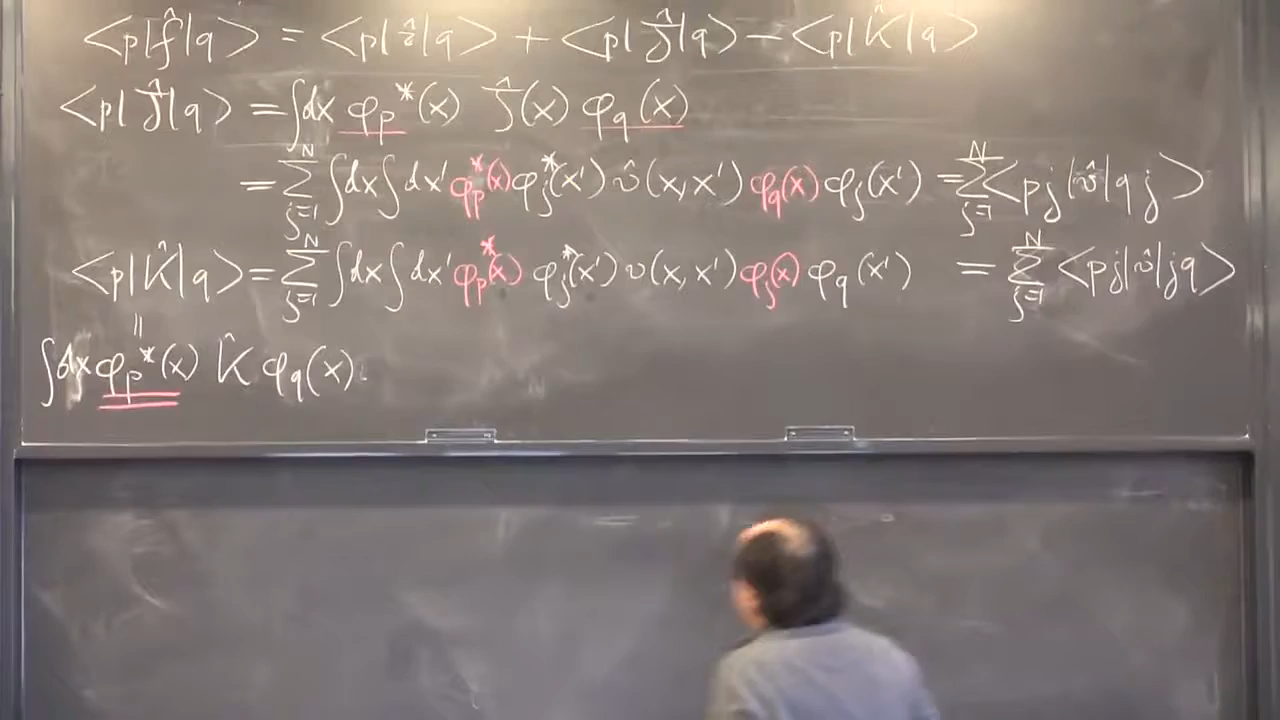 <p|f̂|q> = <p|ẑ|q> + <p|Ĵ|q> − <p|K̂|q>
<p|Ĵ|q> = ∫dx φp*(x) Ĵ(x) φq(x)
= Σ_{j=1}^{N} ∫dx ∫dx' φp*(x) φj*(x') v̂(x,x') φq(x) φj(x') = Σ_{j=1}^{N} <pj|v̂|qj>
<p|K̂|q> = Σ_{j=1}^{N} ∫dx ∫dx' φp*(x) φj*(x') v(x,x') φj(x) φq(x') = Σ_{j=1}^{N} <pj|v̂|jq>
||
∫dx φp*(x) K̂ φq(x)